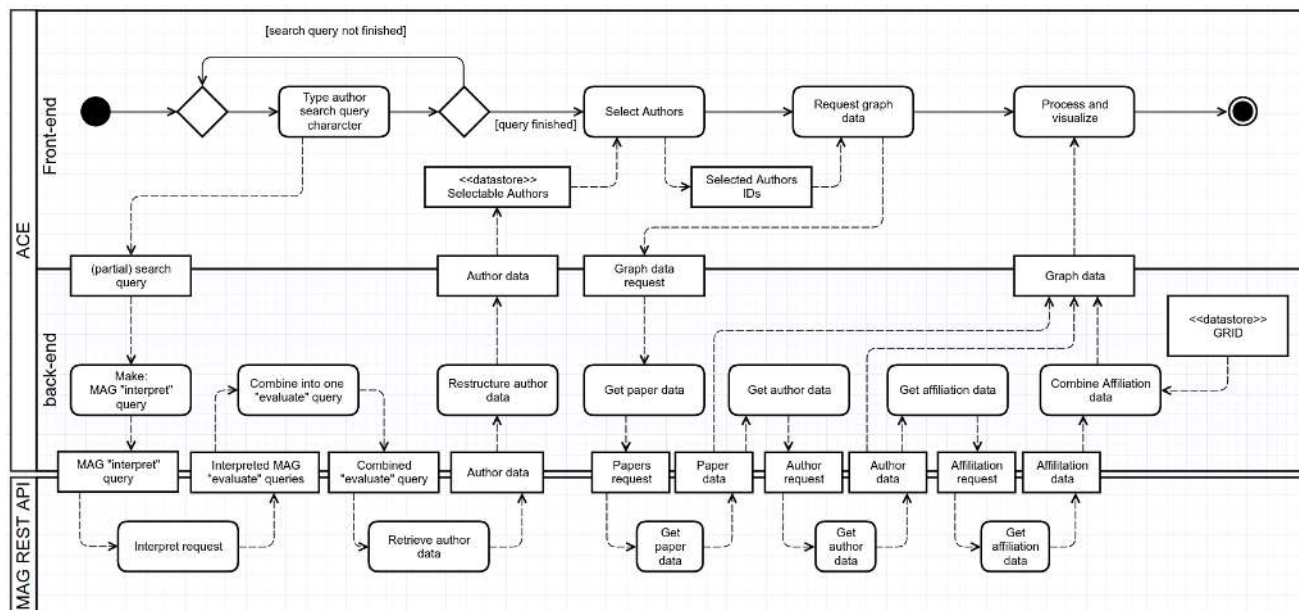 [search query not finished]
Type author
search query
chararcter
[query finished]
Select Authors
Request graph
data
Process and
visualize
Front-end
<<datastore>>
Selectable Authors
Selected Authors
IDs
ACE
(partial) search
query
Author data
Graph data
request
Graph data
<<datastore>>
GRID
back-end
Make:
MAG "interpret"
query
Combine into one
"evaluate" query
Restructure author
data
Get paper data
Get author data
Get affiliation data
Combine Affiliation
data
MAG "interpret"
query
Interpreted MAG
"evaluate" queries
Combined
"evaluate" query
Author data
Papers
request
Paper
data
Author
request
Author
data
Affilitation
request
Affilitation
data
MAG REST API
Interpret request
Retrieve author
data
Get
paper
data
Get
author
data
Get
affiliation
data